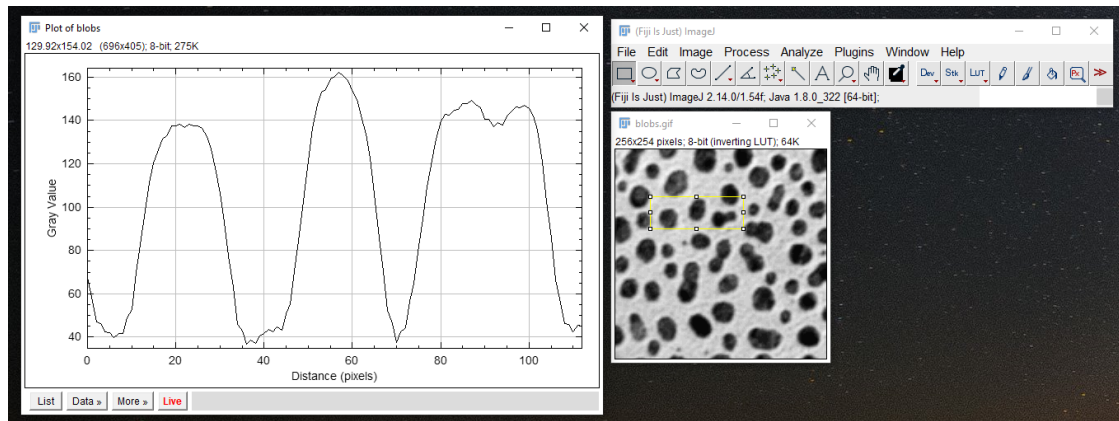 Plot of blobs
129.92x154.02 (696x405); 8-bit; 275K
160
140
120
100
80
60
40
Gray Value
0 20 40 60 80 100
Distance (pixels)
List Data » More » Live
(Fiji Is Just) ImageJ
File Edit Image Process Analyze Plugins Window Help
A Dev Stk LUT Px >>
(Fiji Is Just) ImageJ 2.14.0/1.54f; Java 1.8.0_322 [64-bit];
blobs.gif
256x254 pixels; 8-bit (inverting LUT); 64K